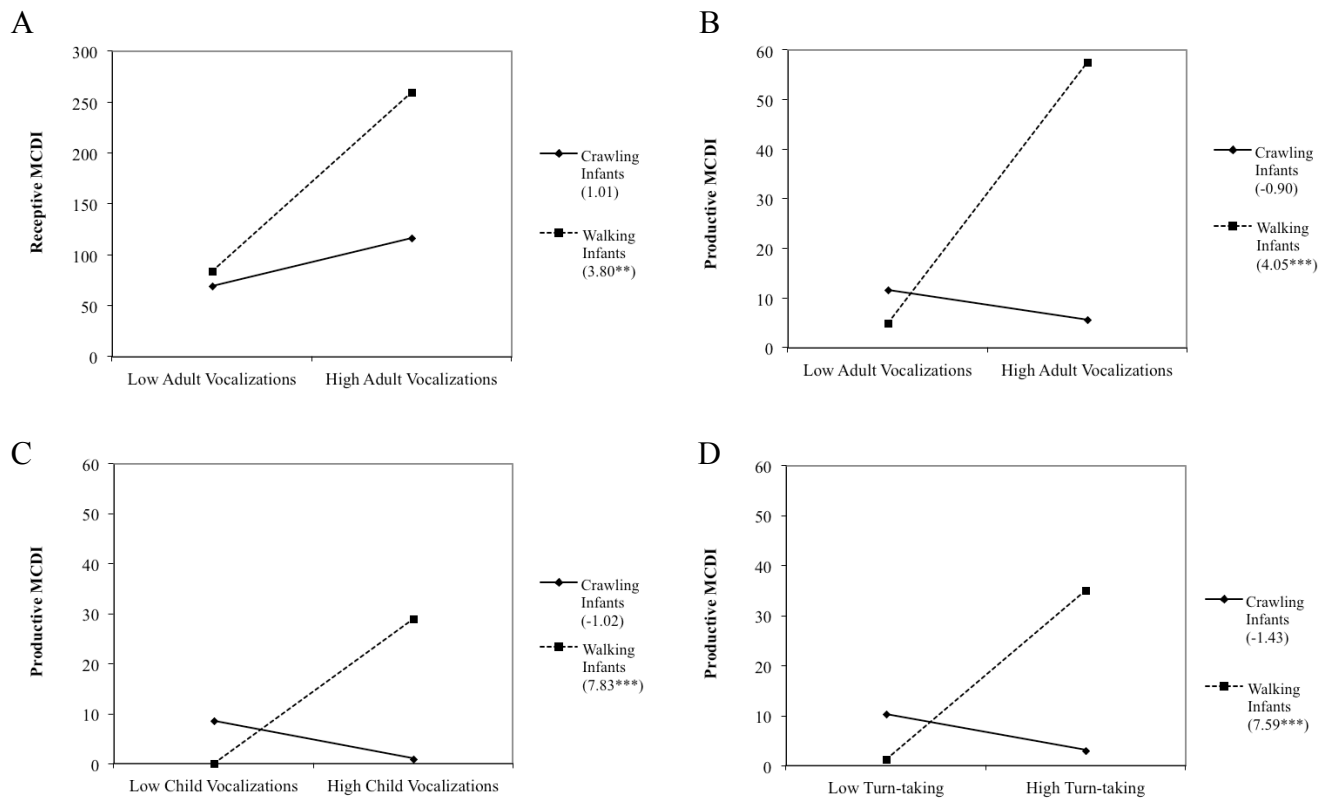 A
Receptive MCDI
300
250
200
150
100
50
0
Low Adult Vocalizations
High Adult Vocalizations
Crawling
Infants
(1.01)
Walking
Infants
(3.80**)
B
Productive MCDI
60
50
40
30
20
10
0
Low Adult Vocalizations
High Adult Vocalizations
Crawling
Infants
(-0.90)
Walking
Infants
(4.05***)
C
Productive MCDI
60
50
40
30
20
10
0
Low Child Vocalizations
High Child Vocalizations
Crawling
Infants
(-1.02)
Walking
Infants
(7.83***)
D
Productive MCDI
60
50
40
30
20
10
0
Low Turn-taking
High Turn-taking
Crawling
Infants
(-1.43)
Walking
Infants
(7.59***)